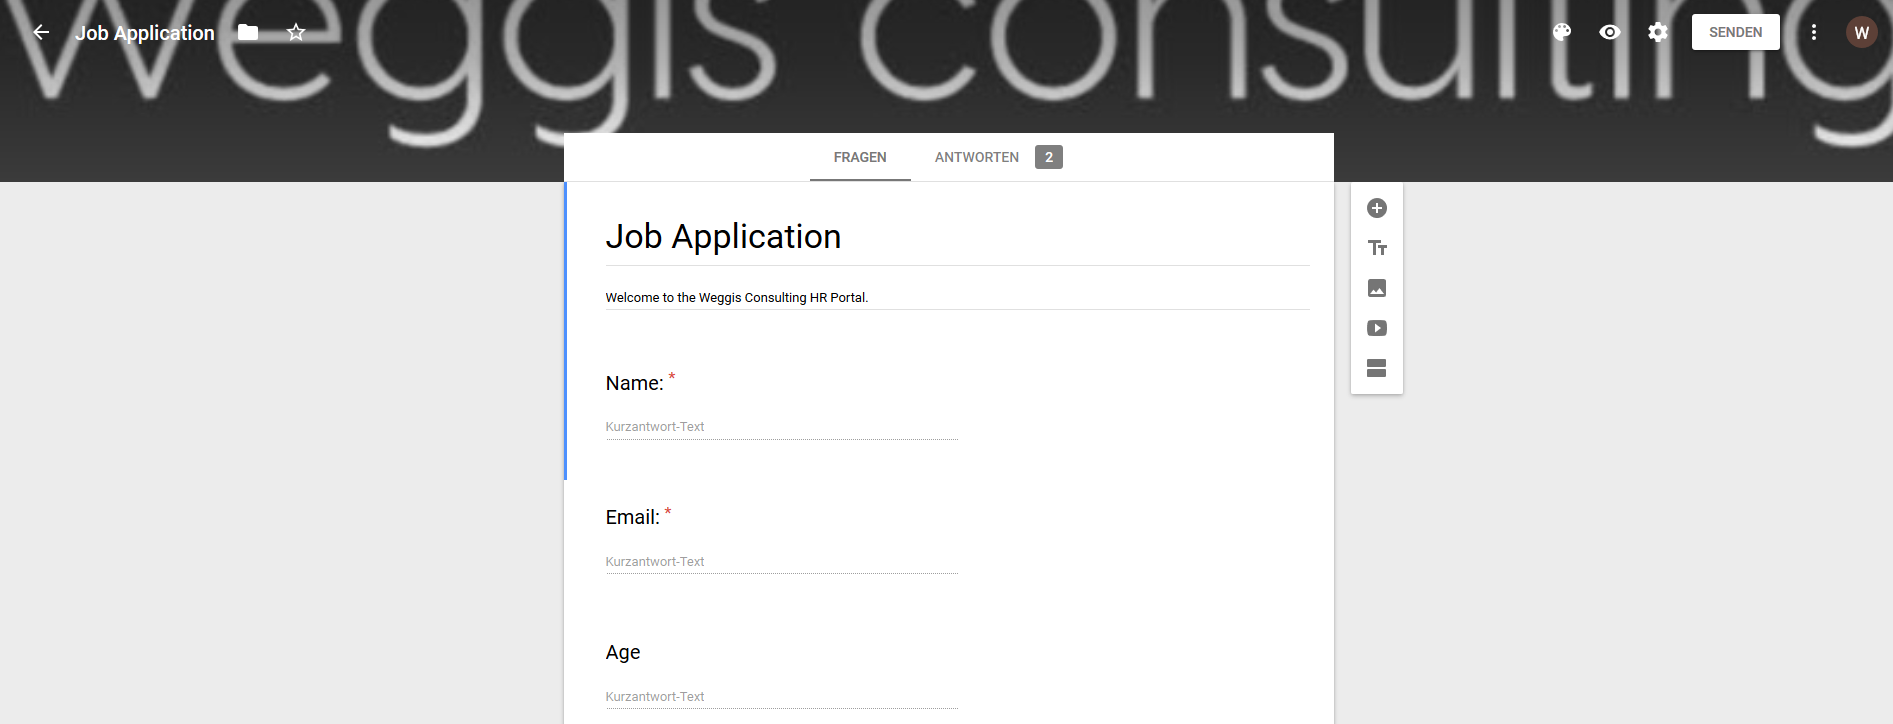 weggis consulting
Job Application
SENDEN
W
FRAGEN
ANTWORTEN 2
Job Application
Welcome to the Weggis Consulting HR Portal.
Name: *
Kurzantwort-Text
Email: *
Kurzantwort-Text
Age
Kurzantwort-Text